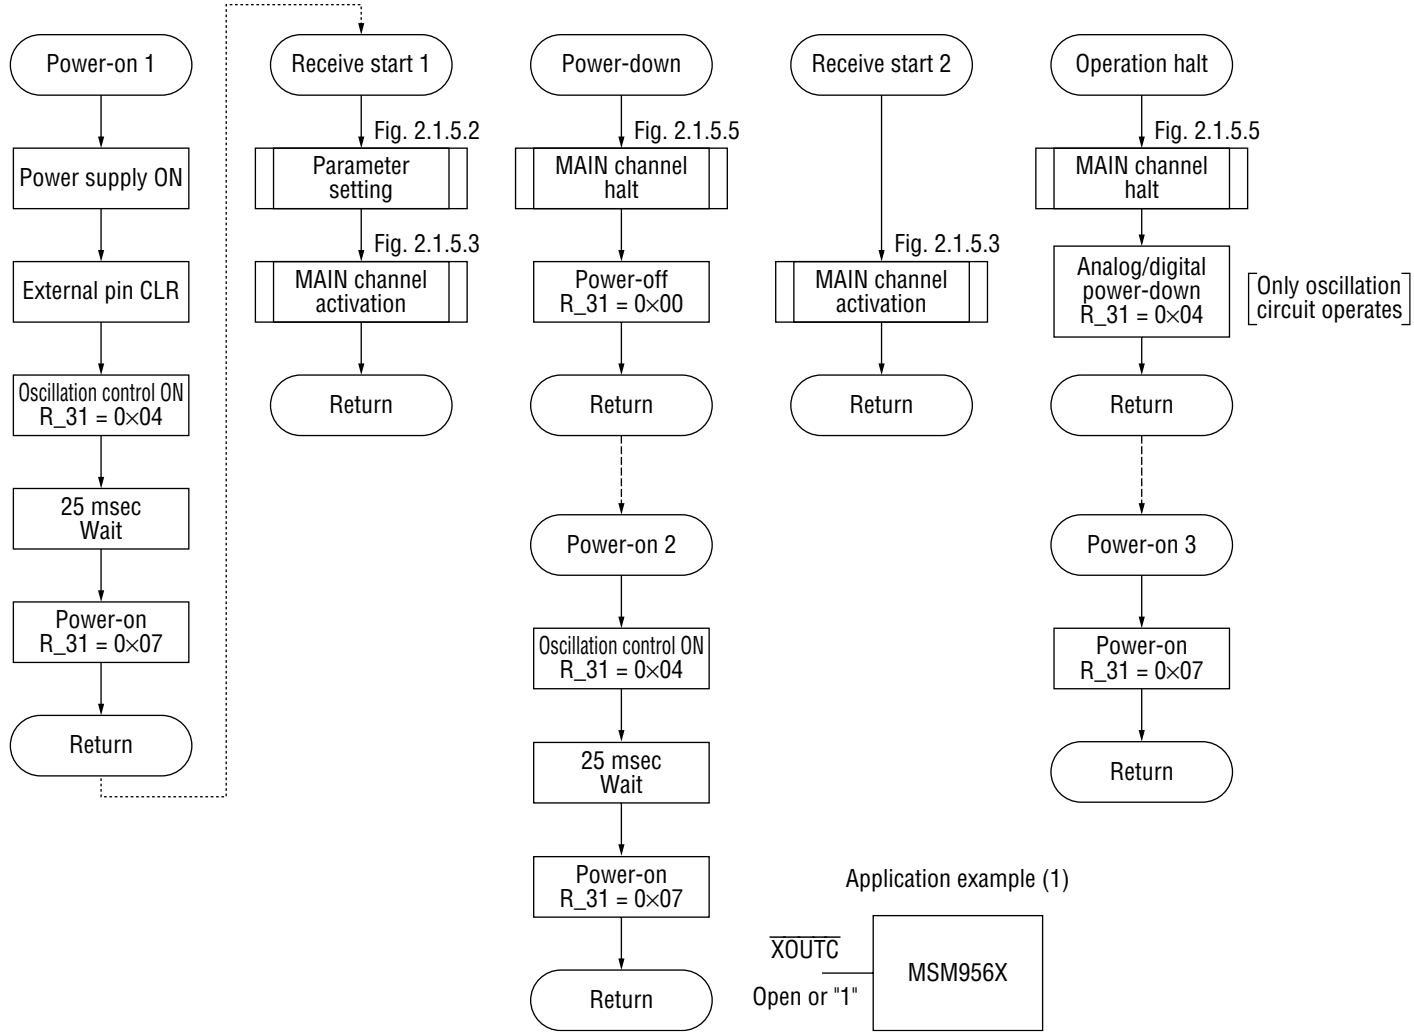 Power-on 1
Power supply ON
External pin CLR
Oscillation control ON
R_31 = 0×04
25 msec
Wait
Power-on
R_31 = 0×07
Return
Receive start 1
Fig. 2.1.5.2
Parameter
setting
Fig. 2.1.5.3
MAIN channel
activation
Return
Power-down
Fig. 2.1.5.5
MAIN channel
halt
Power-off
R_31 = 0×00
Return
Power-on 2
Oscillation control ON
R_31 = 0×04
25 msec
Wait
Power-on
R_31 = 0×07
Return
Receive start 2
Fig. 2.1.5.3
MAIN channel
activation
Return
Operation halt
Fig. 2.1.5.5
MAIN channel
halt
Analog/digital
power-down
R_31 = 0×04
Only oscillation
circuit operates
Return
Power-on 3
Power-on
R_31 = 0×07
Return
Application example (1)
XOUTC
Open or "1"
MSM956X